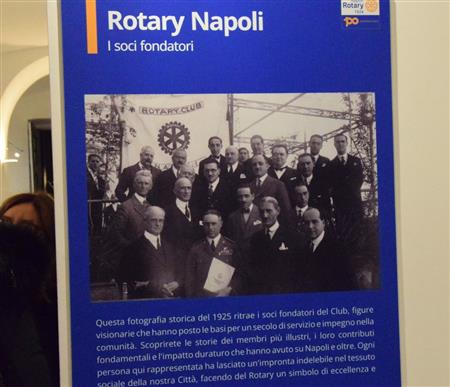 Rotary Napoli
I soci fondatori
Rotary
1924
ROTARY CLUB
Questa fotografia storica del 1925 ritrae i soci fondatori del Club, figure
visionarie che hanno posto le basi per un secolo di servizio e impegno nella
comunità. Scoprirete le storie dei membri più illustri, i loro contributi
fondamentali e l'impatto duraturo che hanno avuto su Napoli e oltre. Ogni
persona qui rappresentata ha lasciato un'impronta indelebile nel tessuto
sociale della nostra Città, facendo del Rotary un simbolo di eccellenza e